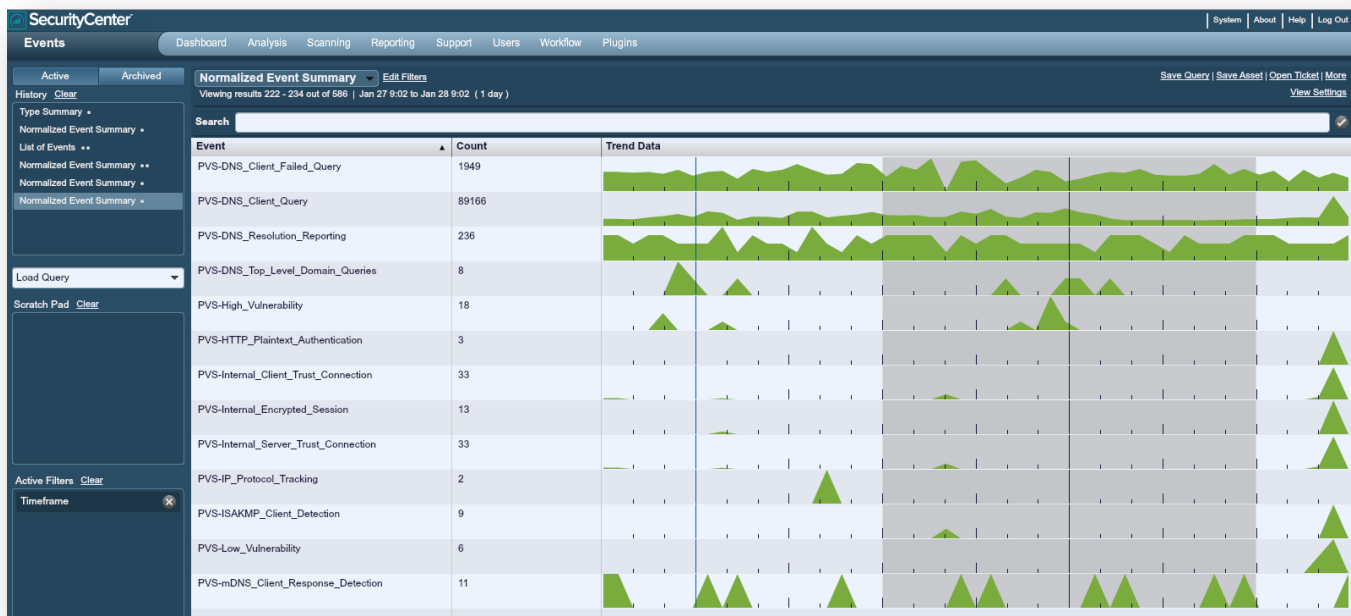 SecurityCenter
System | About | Help | Log Out
Events
Dashboard Analysis Scanning Reporting Support Users Workflow Plugins
Active Archived
History Clear
Type Summary •
Normalized Event Summary •
List of Events ••
Normalized Event Summary ••
Normalized Event Summary •
Normalized Event Summary •
Load Query
Scratch Pad Clear
Active Filters Clear
Timeframe
Normalized Event Summary Edit Filters
Viewing results 222 - 234 out of 586 | Jan 27 9:02 to Jan 28 9:02 ( 1 day )
Save Query | Save Asset | Open Ticket | More
View Settings
Search
Event Count Trend Data
PVS-DNS_Client_Failed_Query 1949
PVS-DNS_Client_Query 89166
PVS-DNS_Resolution_Reporting 236
PVS-DNS_Top_Level_Domain_Queries 8
PVS-High_Vulnerability 18
PVS-HTTP_Plaintext_Authentication 3
PVS-Internal_Client_Trust_Connection 33
PVS-Internal_Encrypted_Session 13
PVS-Internal_Server_Trust_Connection 33
PVS-IP_Protocol_Tracking 2
PVS-ISAKMP_Client_Detection 9
PVS-Low_Vulnerability 6
PVS-mDNS_Client_Response_Detection 11